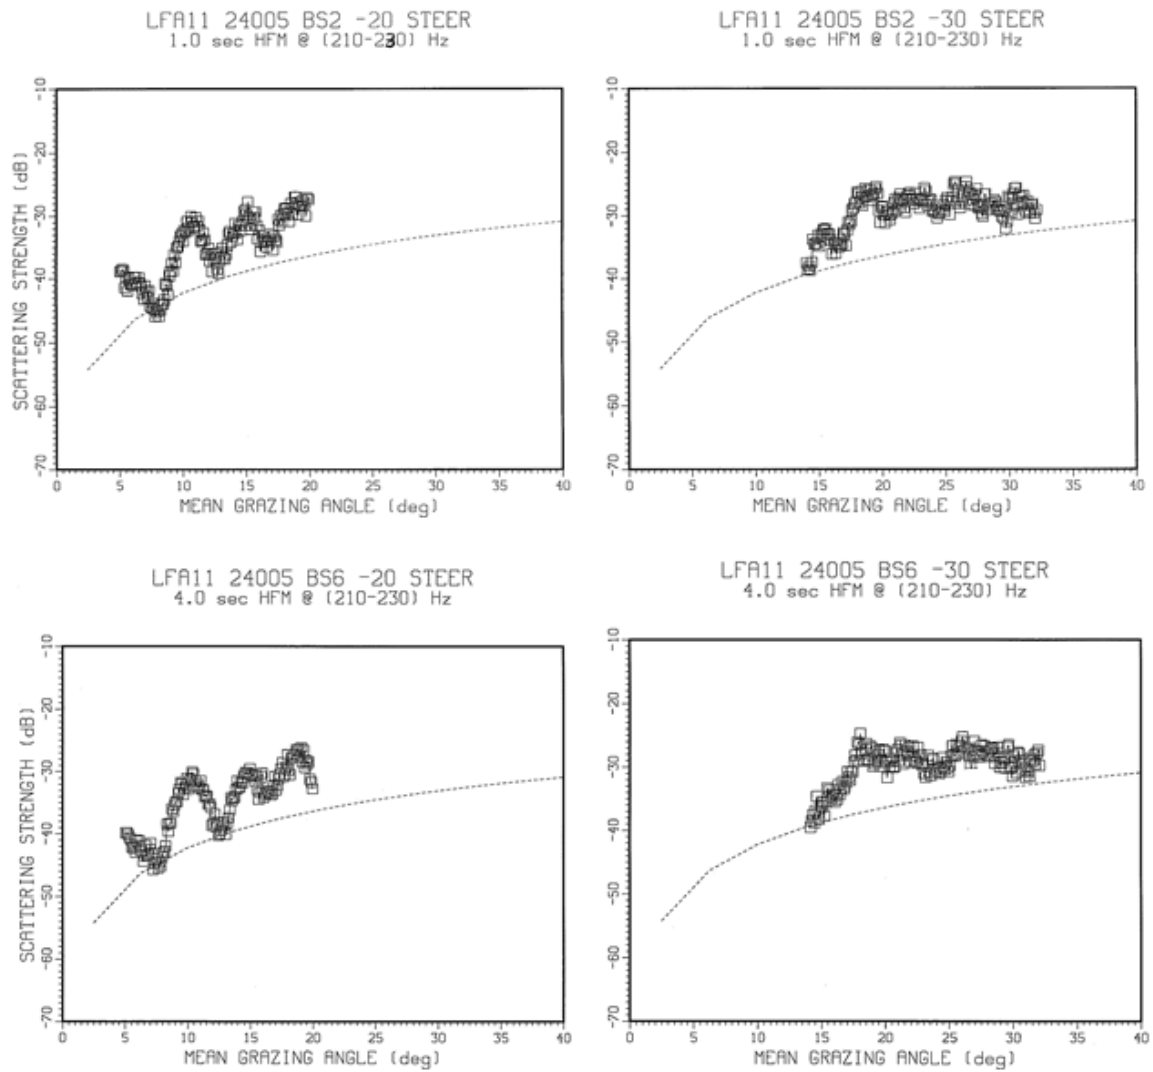 LFA11 24005 BS2 -20 STEER
1.0 sec HFM @ (210-230) Hz
SCATTERING STRENGTH (dB)
-10
-20
-30
-40
-50
-60
-70
0 5 10 15 20 25 30 35 40
MEAN GRAZING ANGLE (deg)
LFA11 24005 BS2 -30 STEER
1.0 sec HFM @ (210-230) Hz
-10
-20
-30
-40
-50
-60
-70
0 5 10 15 20 25 30 35 40
MEAN GRAZING ANGLE (deg)
LFA11 24005 BS6 -20 STEER
4.0 sec HFM @ (210-230) Hz
SCATTERING STRENGTH (dB)
-10
-20
-30
-40
-50
-60
-70
0 5 10 15 20 25 30 35 40
MEAN GRAZING ANGLE (deg)
LFA11 24005 BS6 -30 STEER
4.0 sec HFM @ (210-230) Hz
-10
-20
-30
-40
-50
-60
-70
0 5 10 15 20 25 30 35 40
MEAN GRAZING ANGLE (deg)